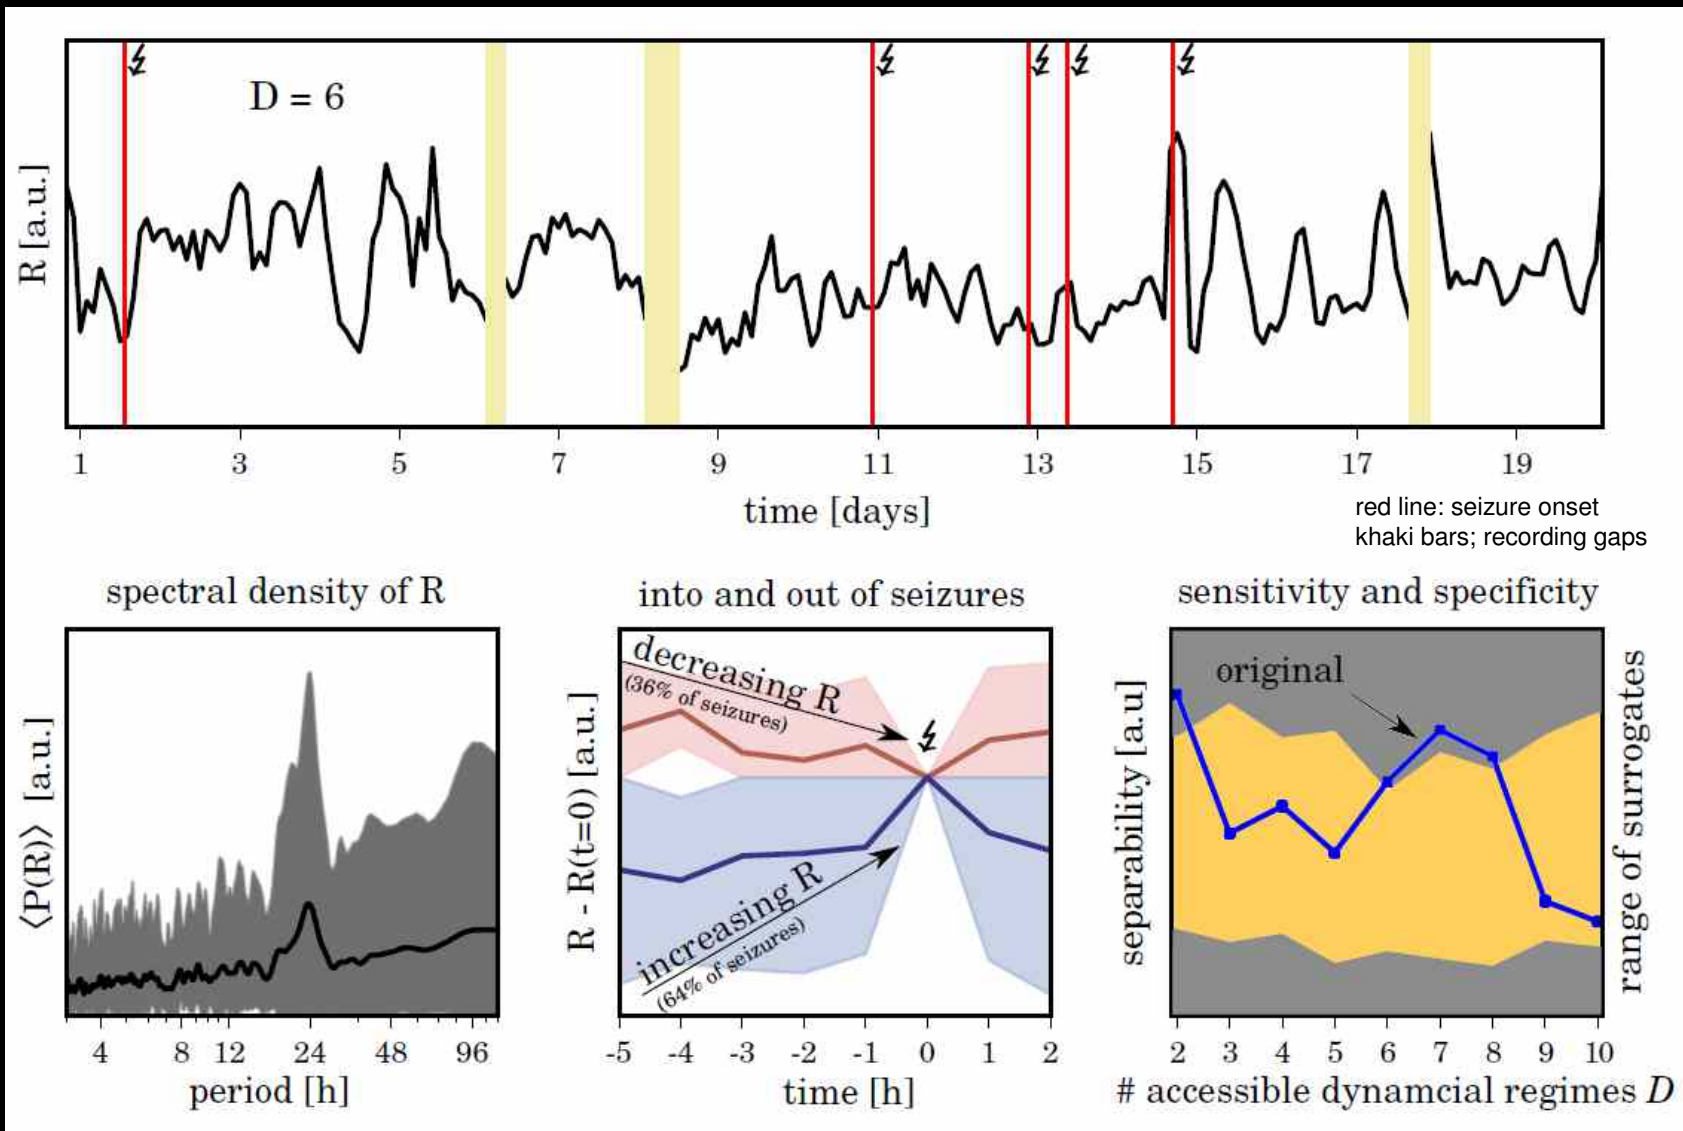 D = 6
R [a.u.]
1 3 5 7 9 11 13 15 17 19
time [days]
red line: seizure onset
khaki bars; recording gaps
spectral density of R
⟨P(R)⟩ [a.u.]
4 8 12 24 48 96
period [h]
into and out of seizures
R - R(t=0) [a.u.]
decreasing R
(36% of seizures)
increasing R
(64% of seizures)
-5 -4 -3 -2 -1 0 1 2
time [h]
sensitivity and specificity
separability [a.u]
original
range of surrogates
2 3 4 5 6 7 8 9 10
# accessible dynamcial regimes D